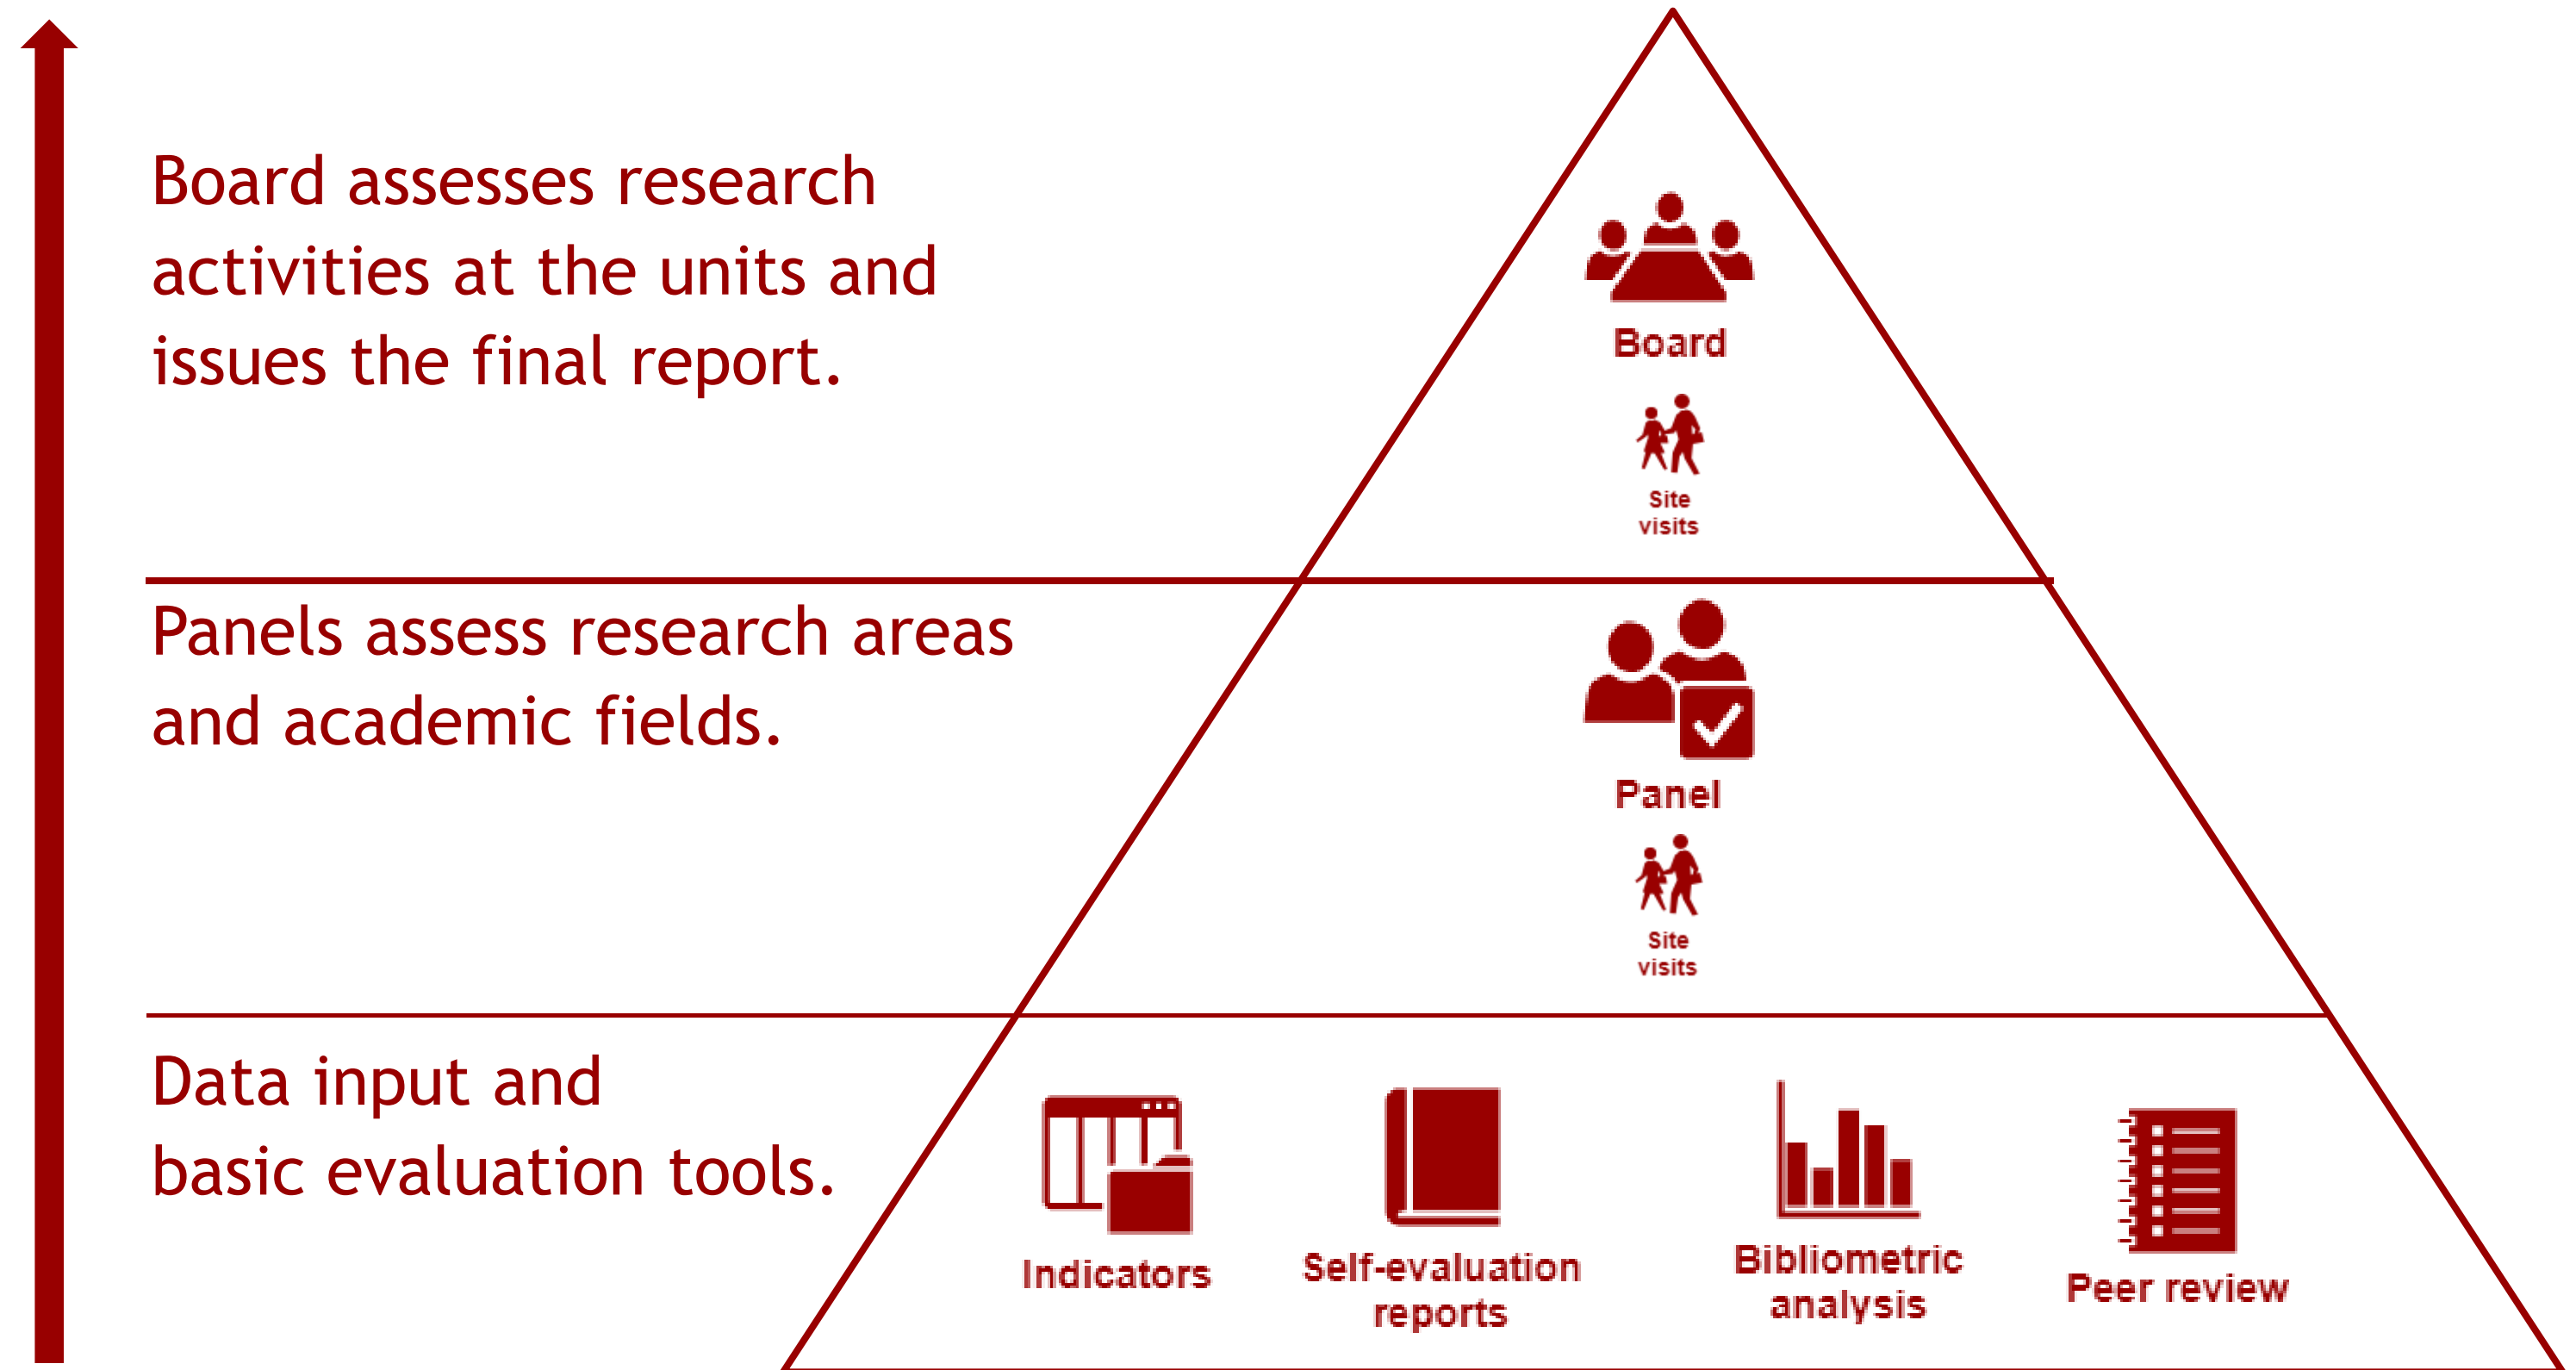 Board assesses research
activities at the units and
issues the final report.
Board
Site
visits
Panels assess research areas
and academic fields.
Panel
Site
visits
Data input and
basic evaluation tools.
Indicators
Self-evaluation
reports
Bibliometric
analysis
Peer review